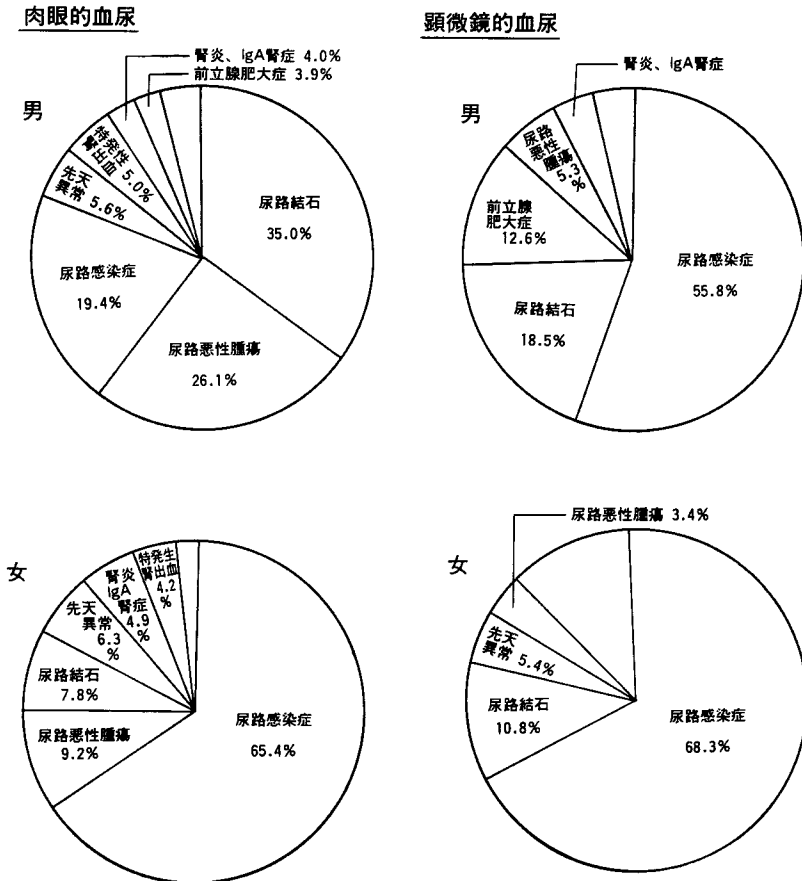 肉眼的血尿
顕微鏡的血尿
男
腎炎、IgA腎症 4.0%
前立腺肥大症 3.9%
特発性
腎出血 5.0%
先天
異常 5.6%
尿路結石
35.0%
尿路感染症
19.4%
尿路悪性腫瘍
26.1%
男
腎炎、IgA腎症
尿路
悪性
腫瘍
5.3
%
前立腺
肥大症
12.6%
尿路感染症
55.8%
尿路結石
18.5%
女
特発生
腎出血
4.2
%
腎炎
IgA
腎症
4.9
%
先天
異常
6.3
%
尿路結石
7.8%
尿路悪性腫瘍
9.2%
尿路感染症
65.4%
女
尿路悪性腫瘍 3.4%
先天
異常 5.4%
尿路結石
10.8%
尿路感染症
68.3%